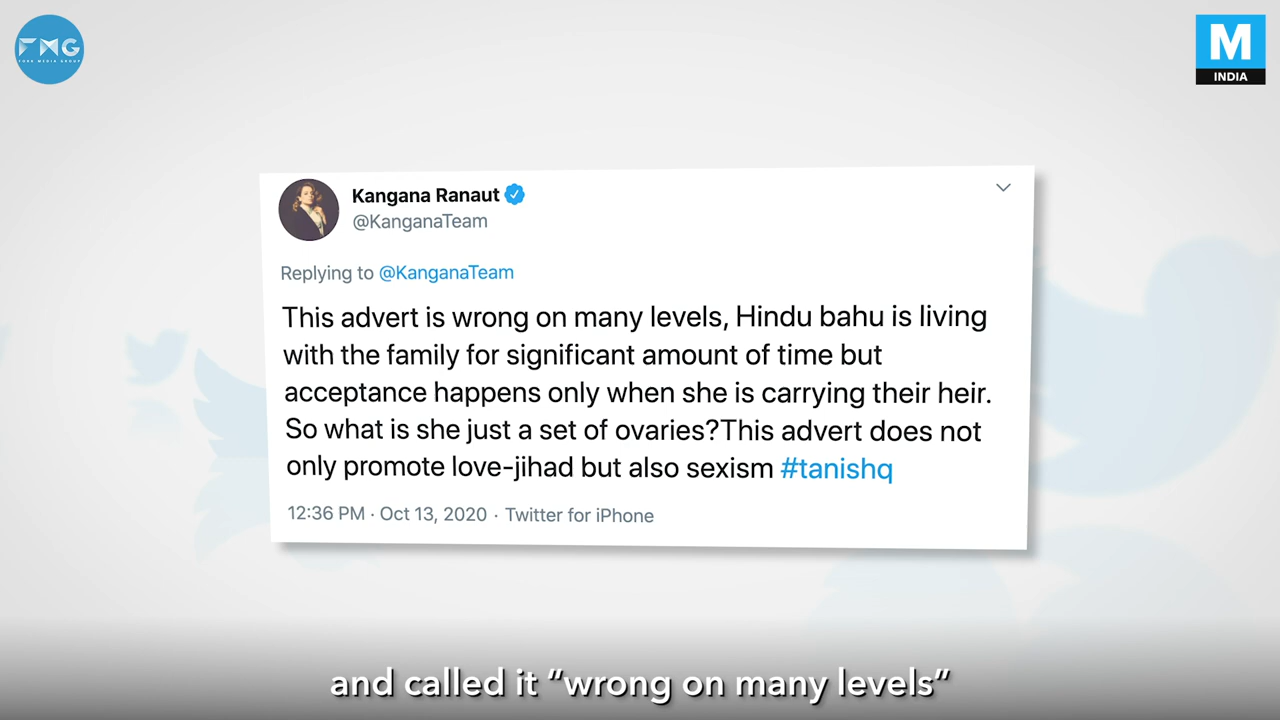 FMG
FORK MEDIA GROUP
M
INDIA
Kangana Ranaut
@KanganaTeam
Replying to @KanganaTeam
This advert is wrong on many levels, Hindu bahu is living
with the family for significant amount of time but
acceptance happens only when she is carrying their heir.
So what is she just a set of ovaries?This advert does not
only promote love-jihad but also sexism #tanishq
12:36 PM · Oct 13, 2020 · Twitter for iPhone
and called it “wrong on many levels”